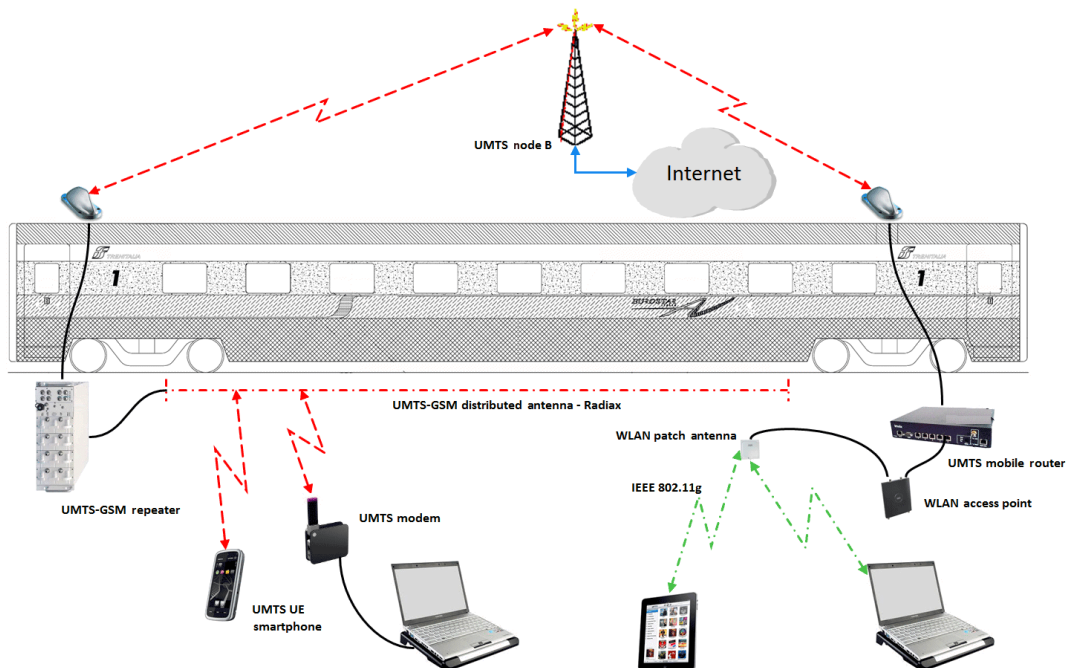 UMTS node B
Internet
TRENITALIA
TRENITALIA
1
1
EUROSTAR
UMTS-GSM distributed antenna - Radiax
WLAN patch antenna
UMTS mobile router
IEEE 802.11g
WLAN access point
UMTS-GSM repeater
UMTS modem
UMTS UE
smartphone